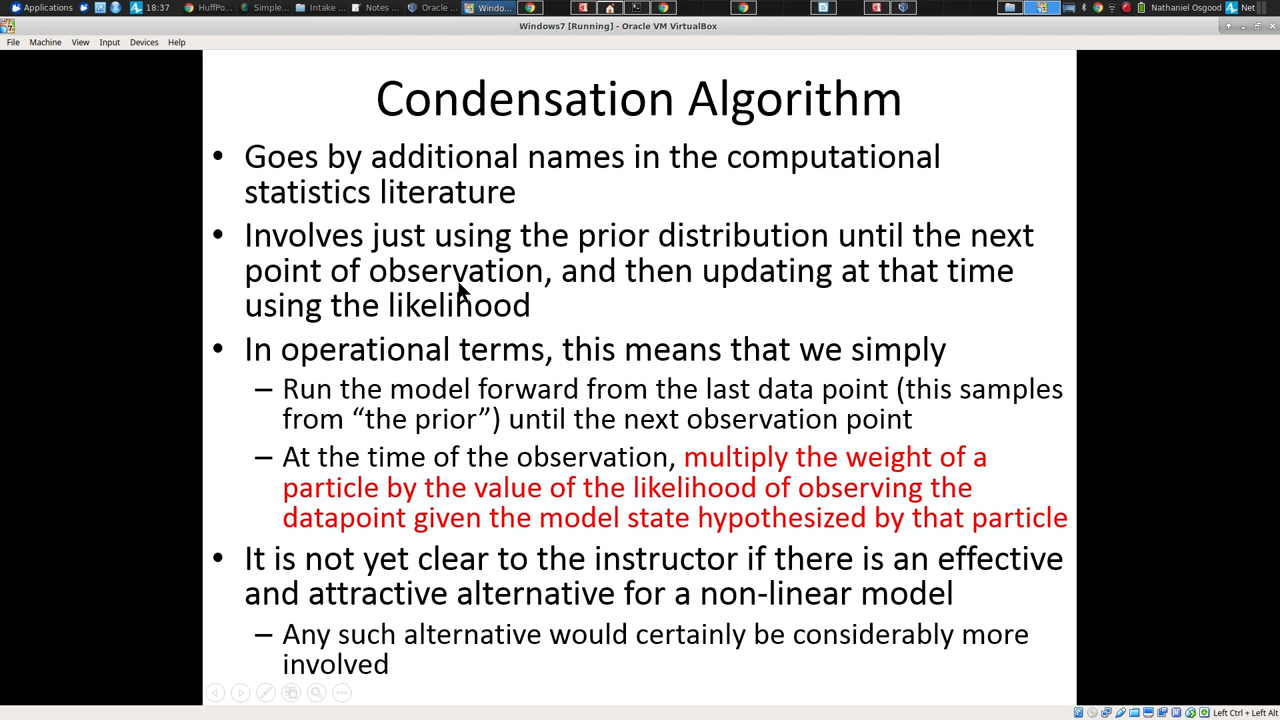 Applications
18:37
HuffPo...
Simple...
Intake ...
Notes ...
Oracle ...
Windo...
Nathaniel Osgood
Net
Windows7 [Running] - Oracle VM VirtualBox
File Machine View Input Devices Help
Condensation Algorithm
• Goes by additional names in the computational
statistics literature
• Involves just using the prior distribution until the next
point of observation, and then updating at that time
using the likelihood
• In operational terms, this means that we simply
– Run the model forward from the last data point (this samples
from “the prior”) until the next observation point
– At the time of the observation, multiply the weight of a
particle by the value of the likelihood of observing the
datapoint given the model state hypothesized by that particle
• It is not yet clear to the instructor if there is an effective
and attractive alternative for a non-linear model
– Any such alternative would certainly be considerably more
involved
Left Ctrl + Left Alt